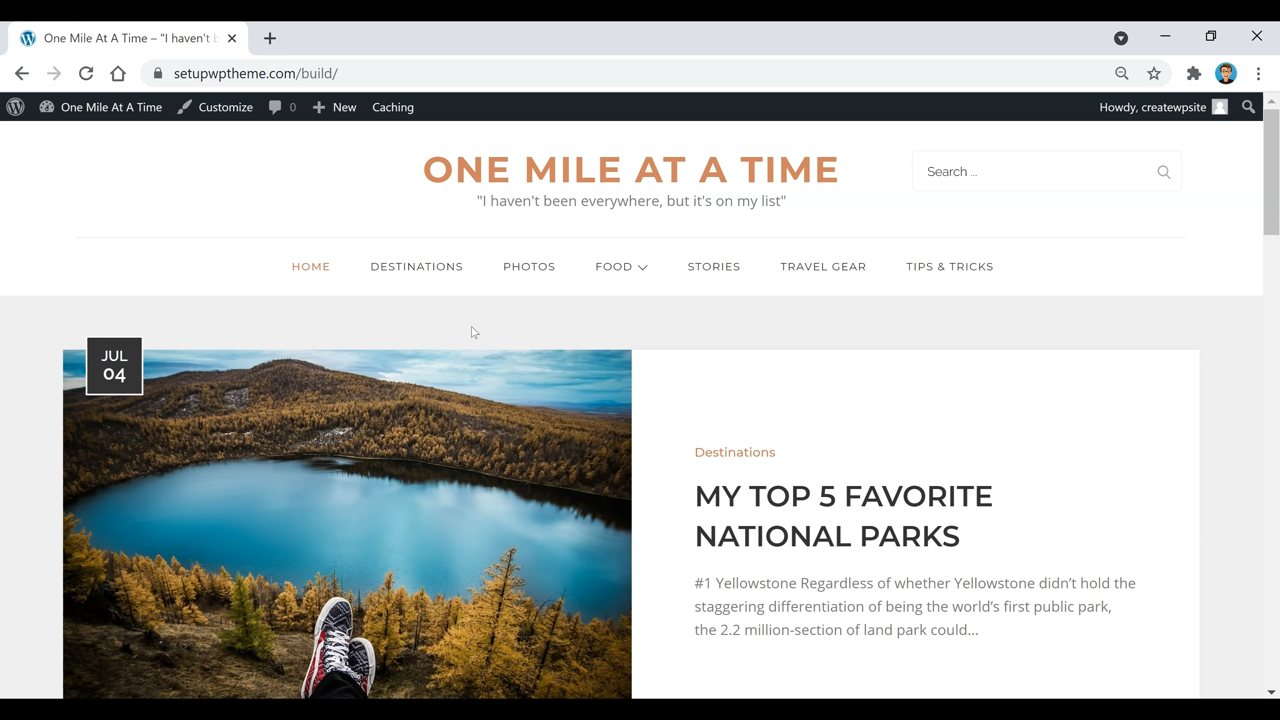 One Mile At A Time – "I haven't b
setupwptheme.com/build/
One Mile At A Time Customize 0 New Caching Howdy, createwpsite
ONE MILE AT A TIME
Search ...
"I haven't been everywhere, but it's on my list"
HOME DESTINATIONS PHOTOS FOOD STORIES TRAVEL GEAR TIPS & TRICKS
JUL
04
Destinations
MY TOP 5 FAVORITE
NATIONAL PARKS
#1 Yellowstone Regardless of whether Yellowstone didn’t hold the
staggering differentiation of being the world’s first public park,
the 2.2 million-section of land park could...